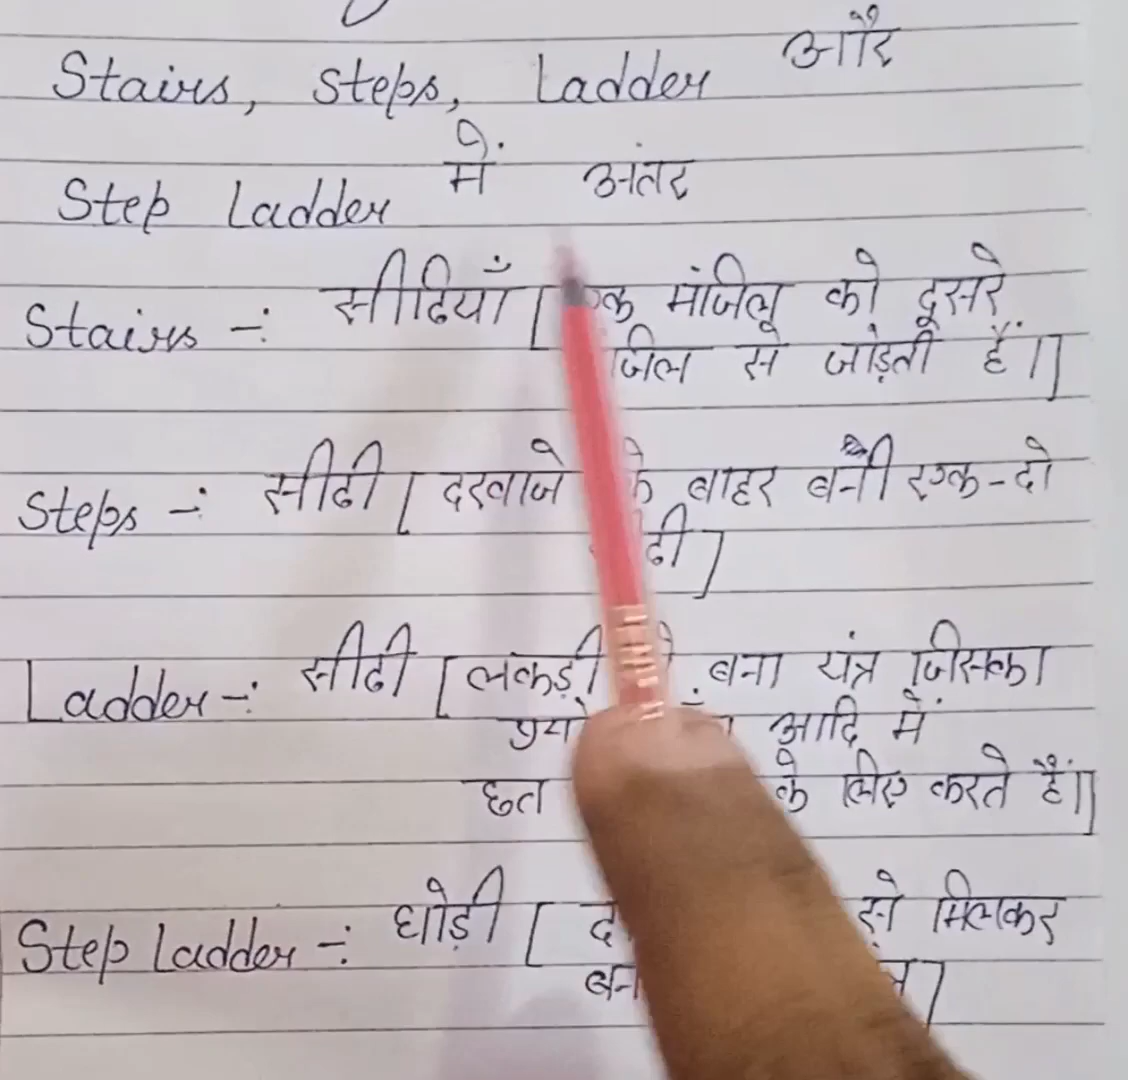 Stairs, Steps, Ladder और
Step Ladder में अंतर
Stairs -: सीढियाँ [ एक मंजिल को दूसरे
से जोड़ती हैं।]
Steps -: सीढी [ दरवाजे के बाहर बनी एक-दो
]
Ladder -: सीढी [ लकड़ी बना यंत्र जिसका
आदि में
छत के लिए करते हैं।]
Step Ladder -: घोड़ी [ से मिलकर
]